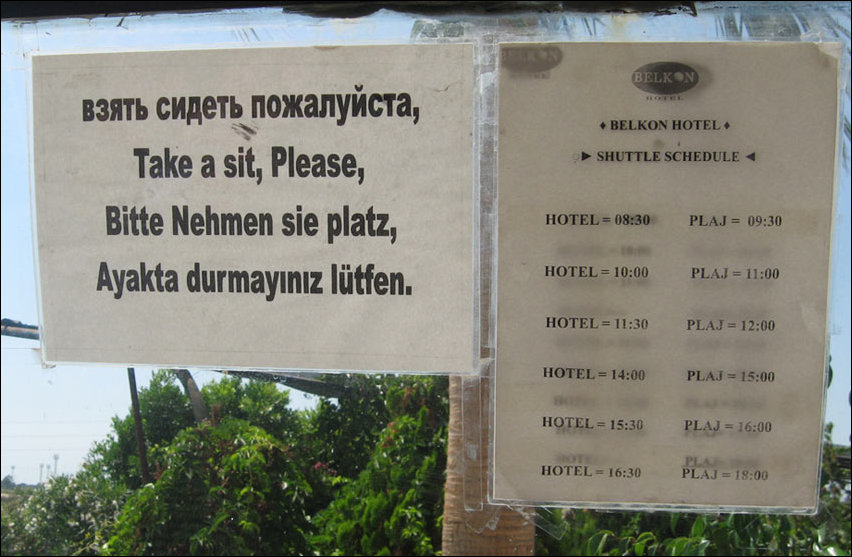 взять сидеть пожалуйста,
Take a sit, Please,
Bitte Nehmen sie platz,
Ayakta durmayınız lütfen.
BELKON
HOTEL
♦ BELKON HOTEL ♦
► SHUTTLE SCHEDULE ◄
HOTEL = 08:30 PLAJ = 09:30
HOTEL = 10:00 PLAJ = 11:00
HOTEL = 11:30 PLAJ = 12:00
HOTEL = 14:00 PLAJ = 15:00
HOTEL = 15:30 PLAJ = 16:00
HOTEL = 16:30 PLAJ = 18:00